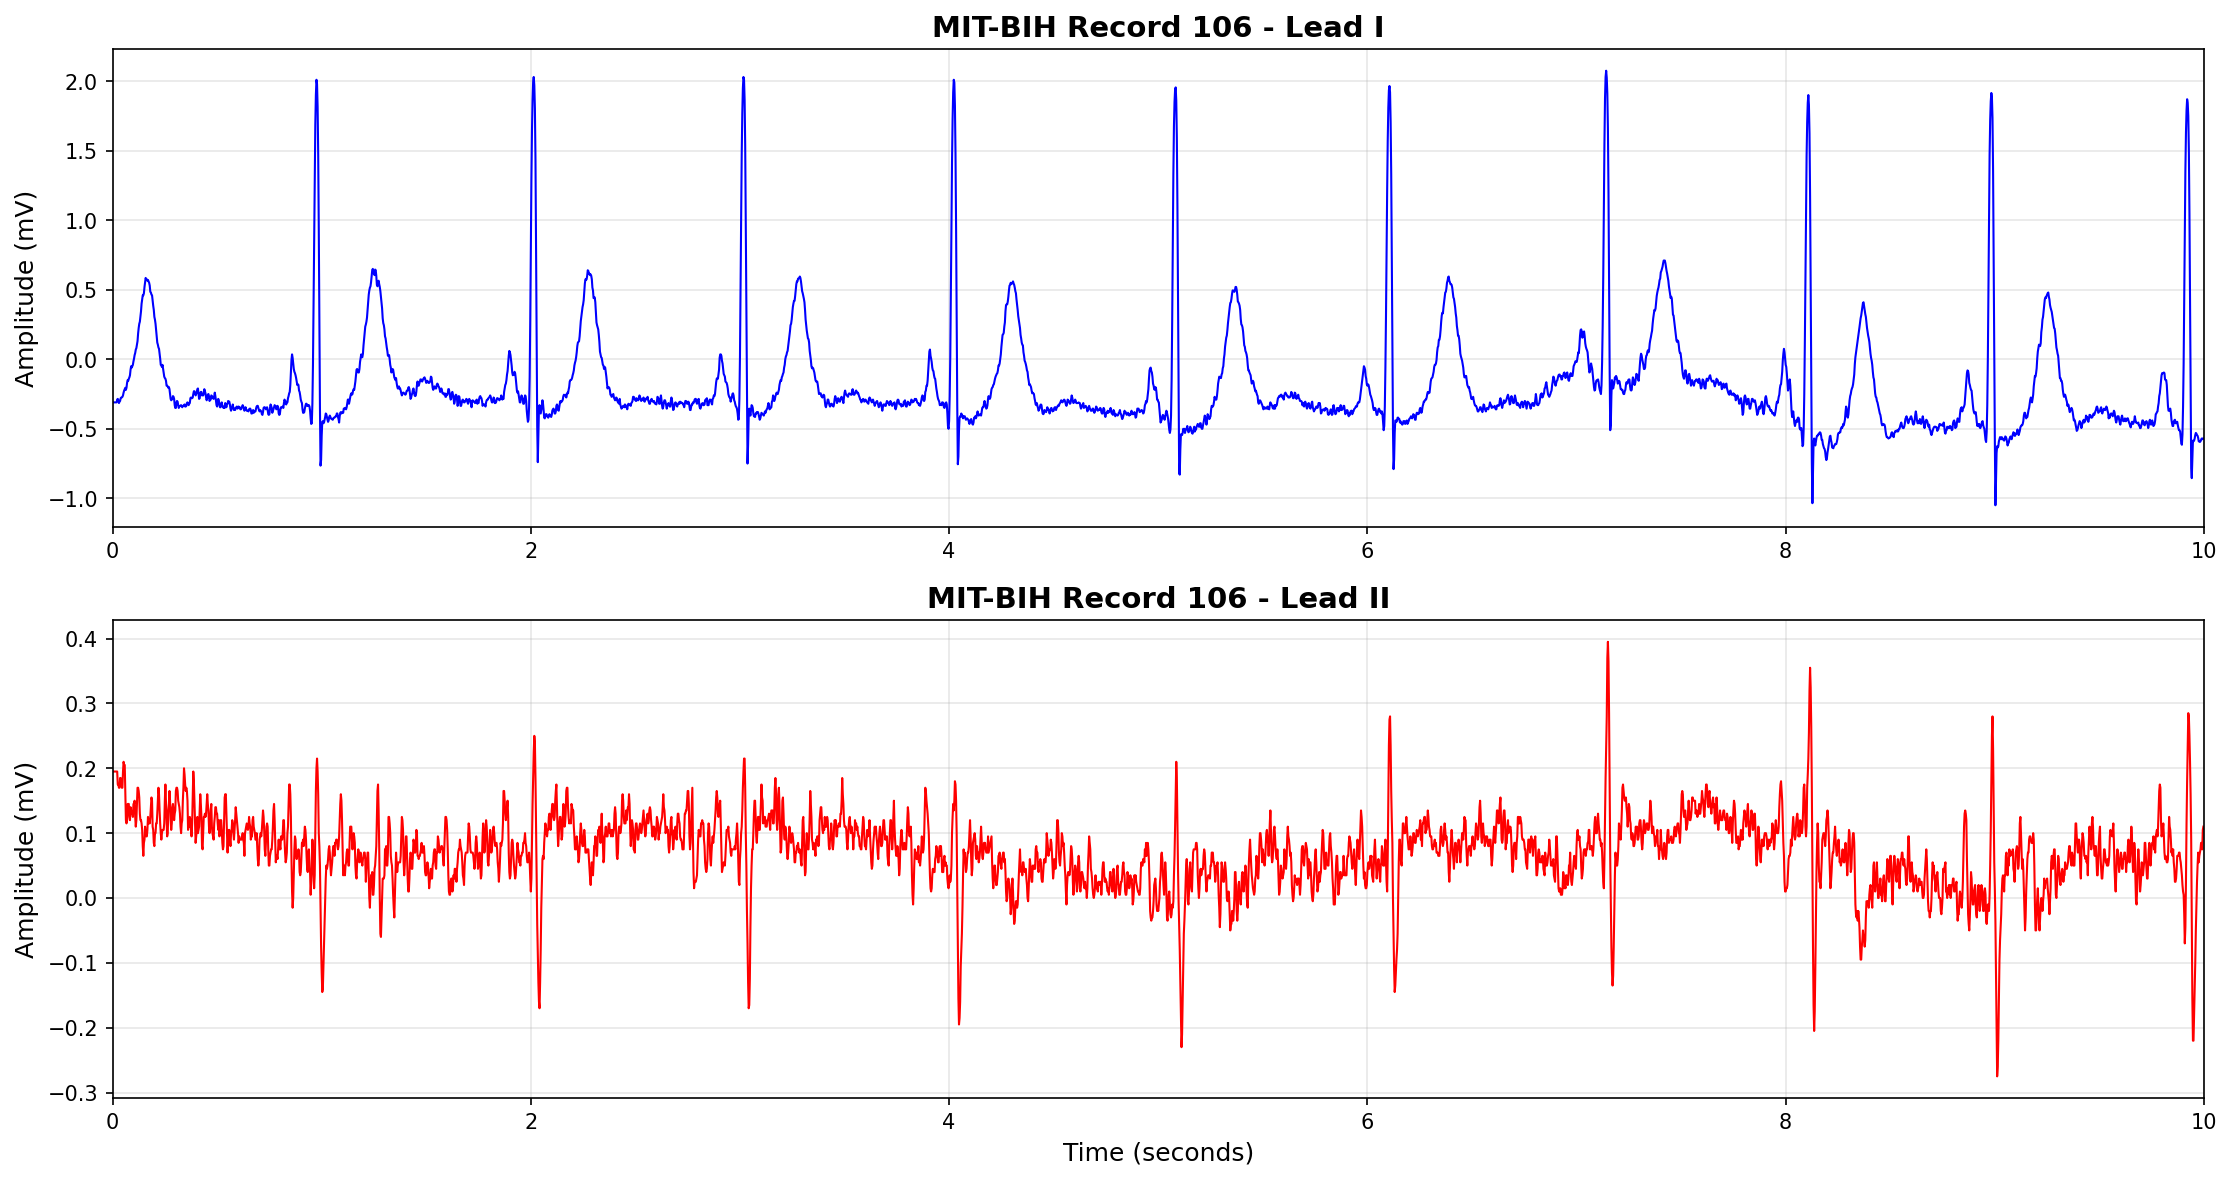 MIT-BIH Record 106 - Lead I
Amplitude (mV)
2.0
1.5
1.0
0.5
0.0
−0.5
−1.0
0 2 4 6 8 10
MIT-BIH Record 106 - Lead II
Amplitude (mV)
0.4
0.3
0.2
0.1
0.0
−0.1
−0.2
−0.3
0 2 4 6 8 10
Time (seconds)